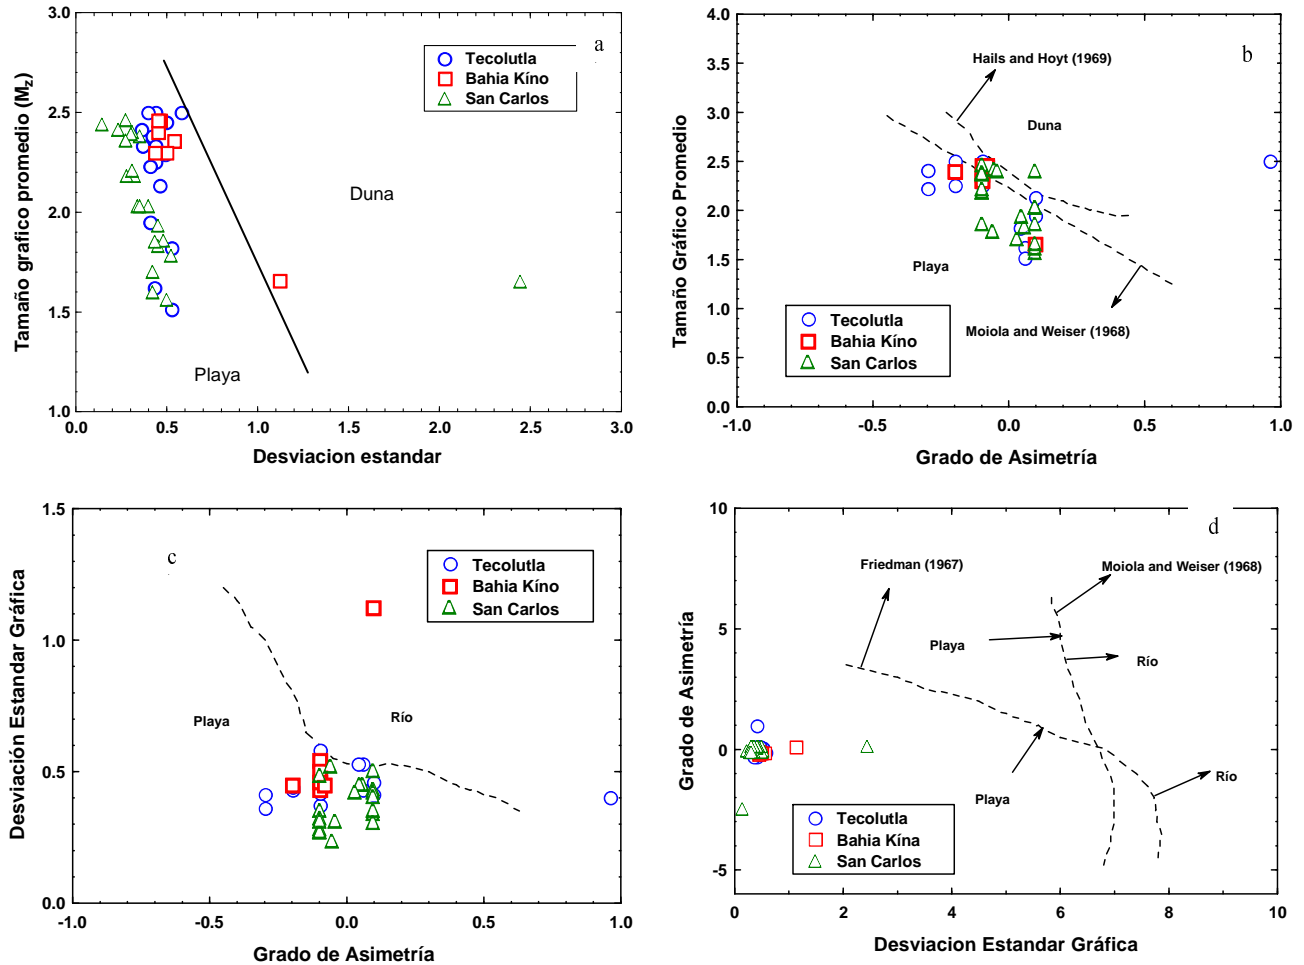 a
Tecolutla
Bahia Kíno
San Carlos
Duna
Playa
Tamaño grafico promedio (Mz)
3.0
2.5
2.0
1.5
1.0
0.0
0.5
1.0
1.5
2.0
2.5
3.0
Desviacion estandar
b
Hails and Hoyt (1969)
Duna
Playa
Moiola and Weiser (1968)
Tecolutla
Bahia Kíno
San Carlos
Tamaño Gráfico Promedio
4.0
3.5
3.0
2.5
2.0
1.5
1.0
0.5
0.0
-1.0
-0.5
0.0
0.5
1.0
Grado de Asimetría
c
Tecolutla
Bahia Kíno
San Carlos
Playa
Río
Desviación Estandar Gráfica
1.5
1.0
0.5
0.0
-1.0
-0.5
0.0
0.5
1.0
Grado de Asimetría
d
Friedman (1967)
Moiola and Weiser (1968)
Playa
Río
Playa
Río
Tecolutla
Bahia Kína
San Carlos
Grado de Asimetría
10
5
0
-5
0
2
4
6
8
10
Desviacion Estandar Gráfica